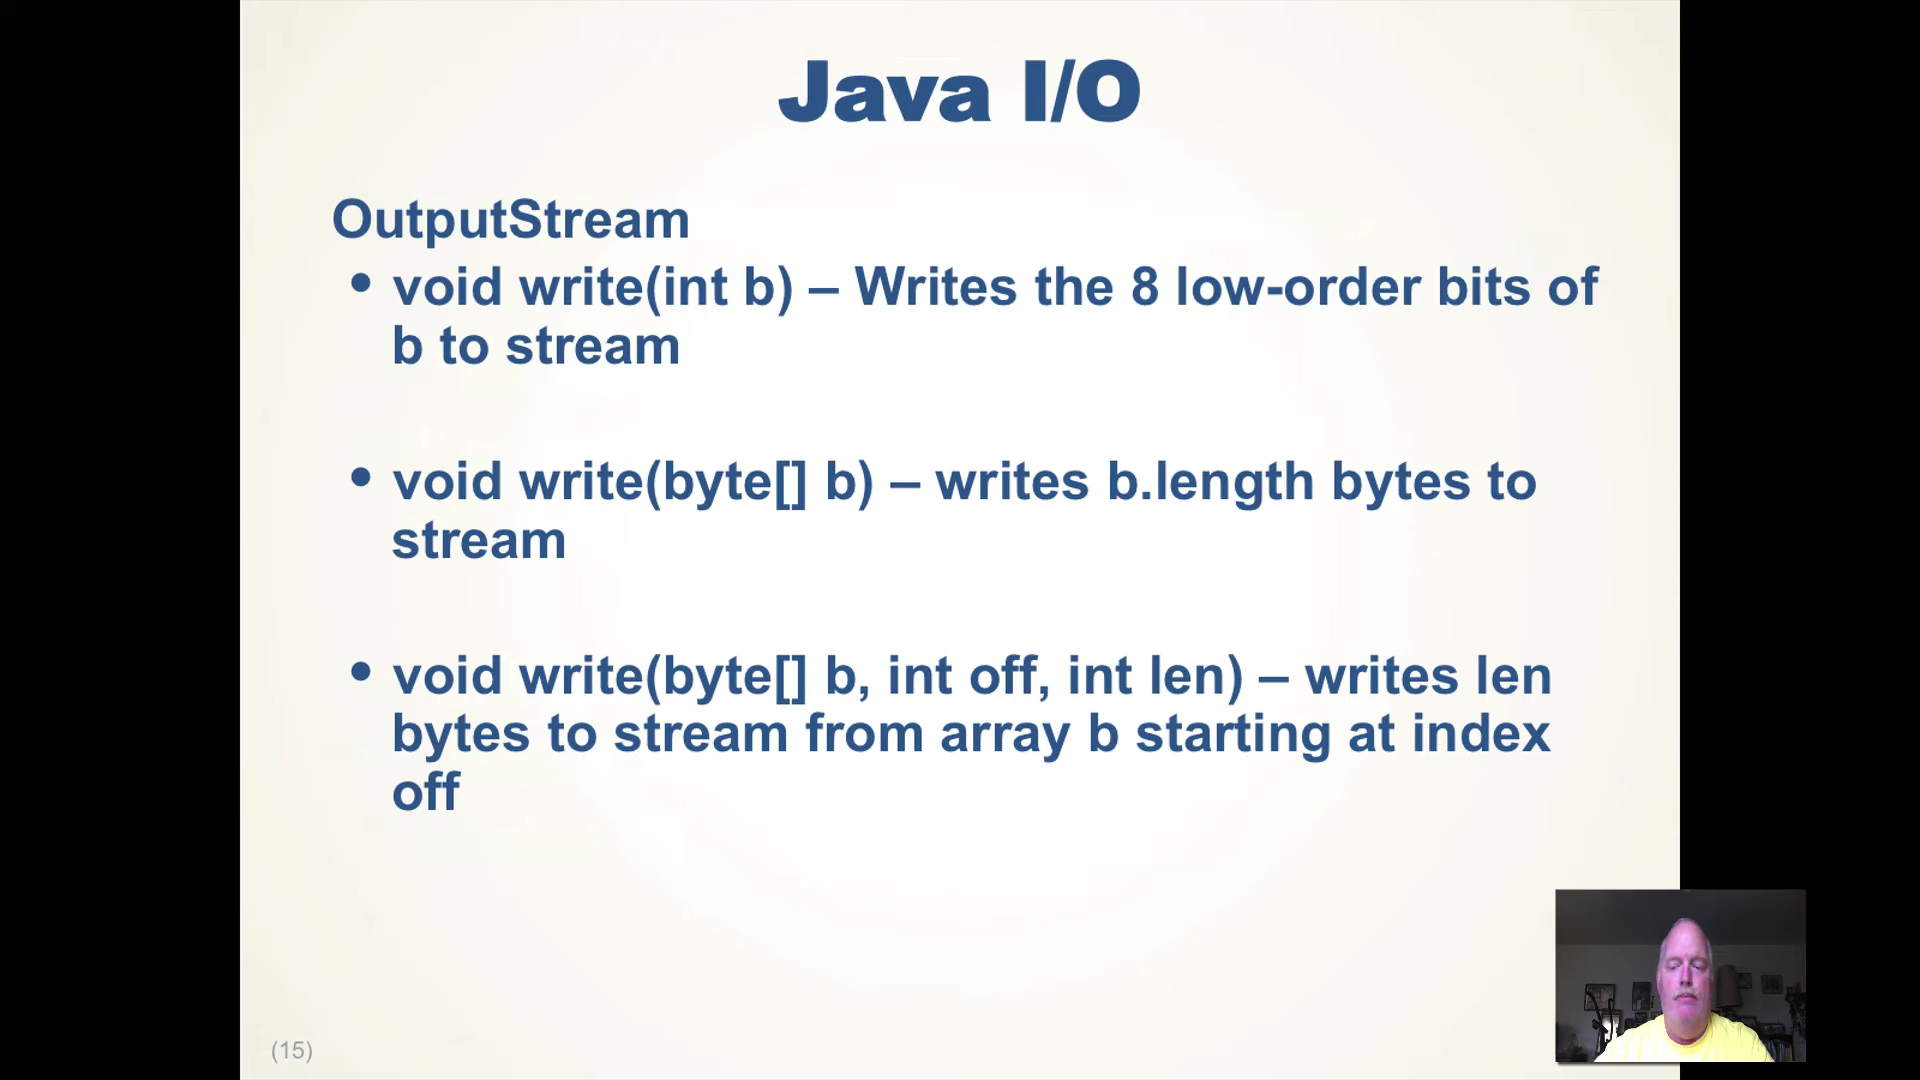 Java I/O
OutputStream
• void write(int b) – Writes the 8 low-order bits of
b to stream
• void write(byte[] b) – writes b.length bytes to
stream
• void write(byte[] b, int off, int len) – writes len
bytes to stream from array b starting at index
off
(15)